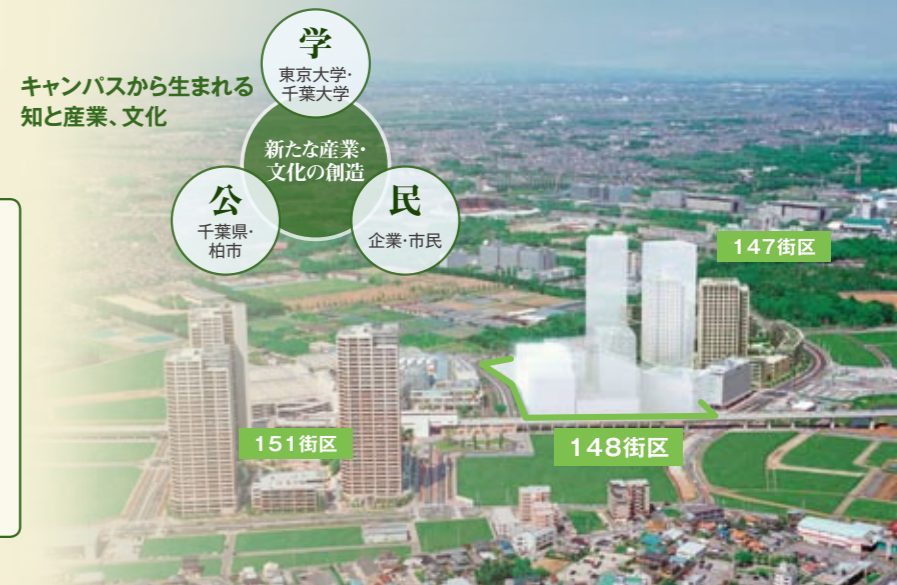 キャンパスから生まれる
知と産業、文化
学
東京大学・
千葉大学
新たな産業・
文化の創造
公
千葉県・
柏市
民
企業・市民
147街区
151街区
148街区